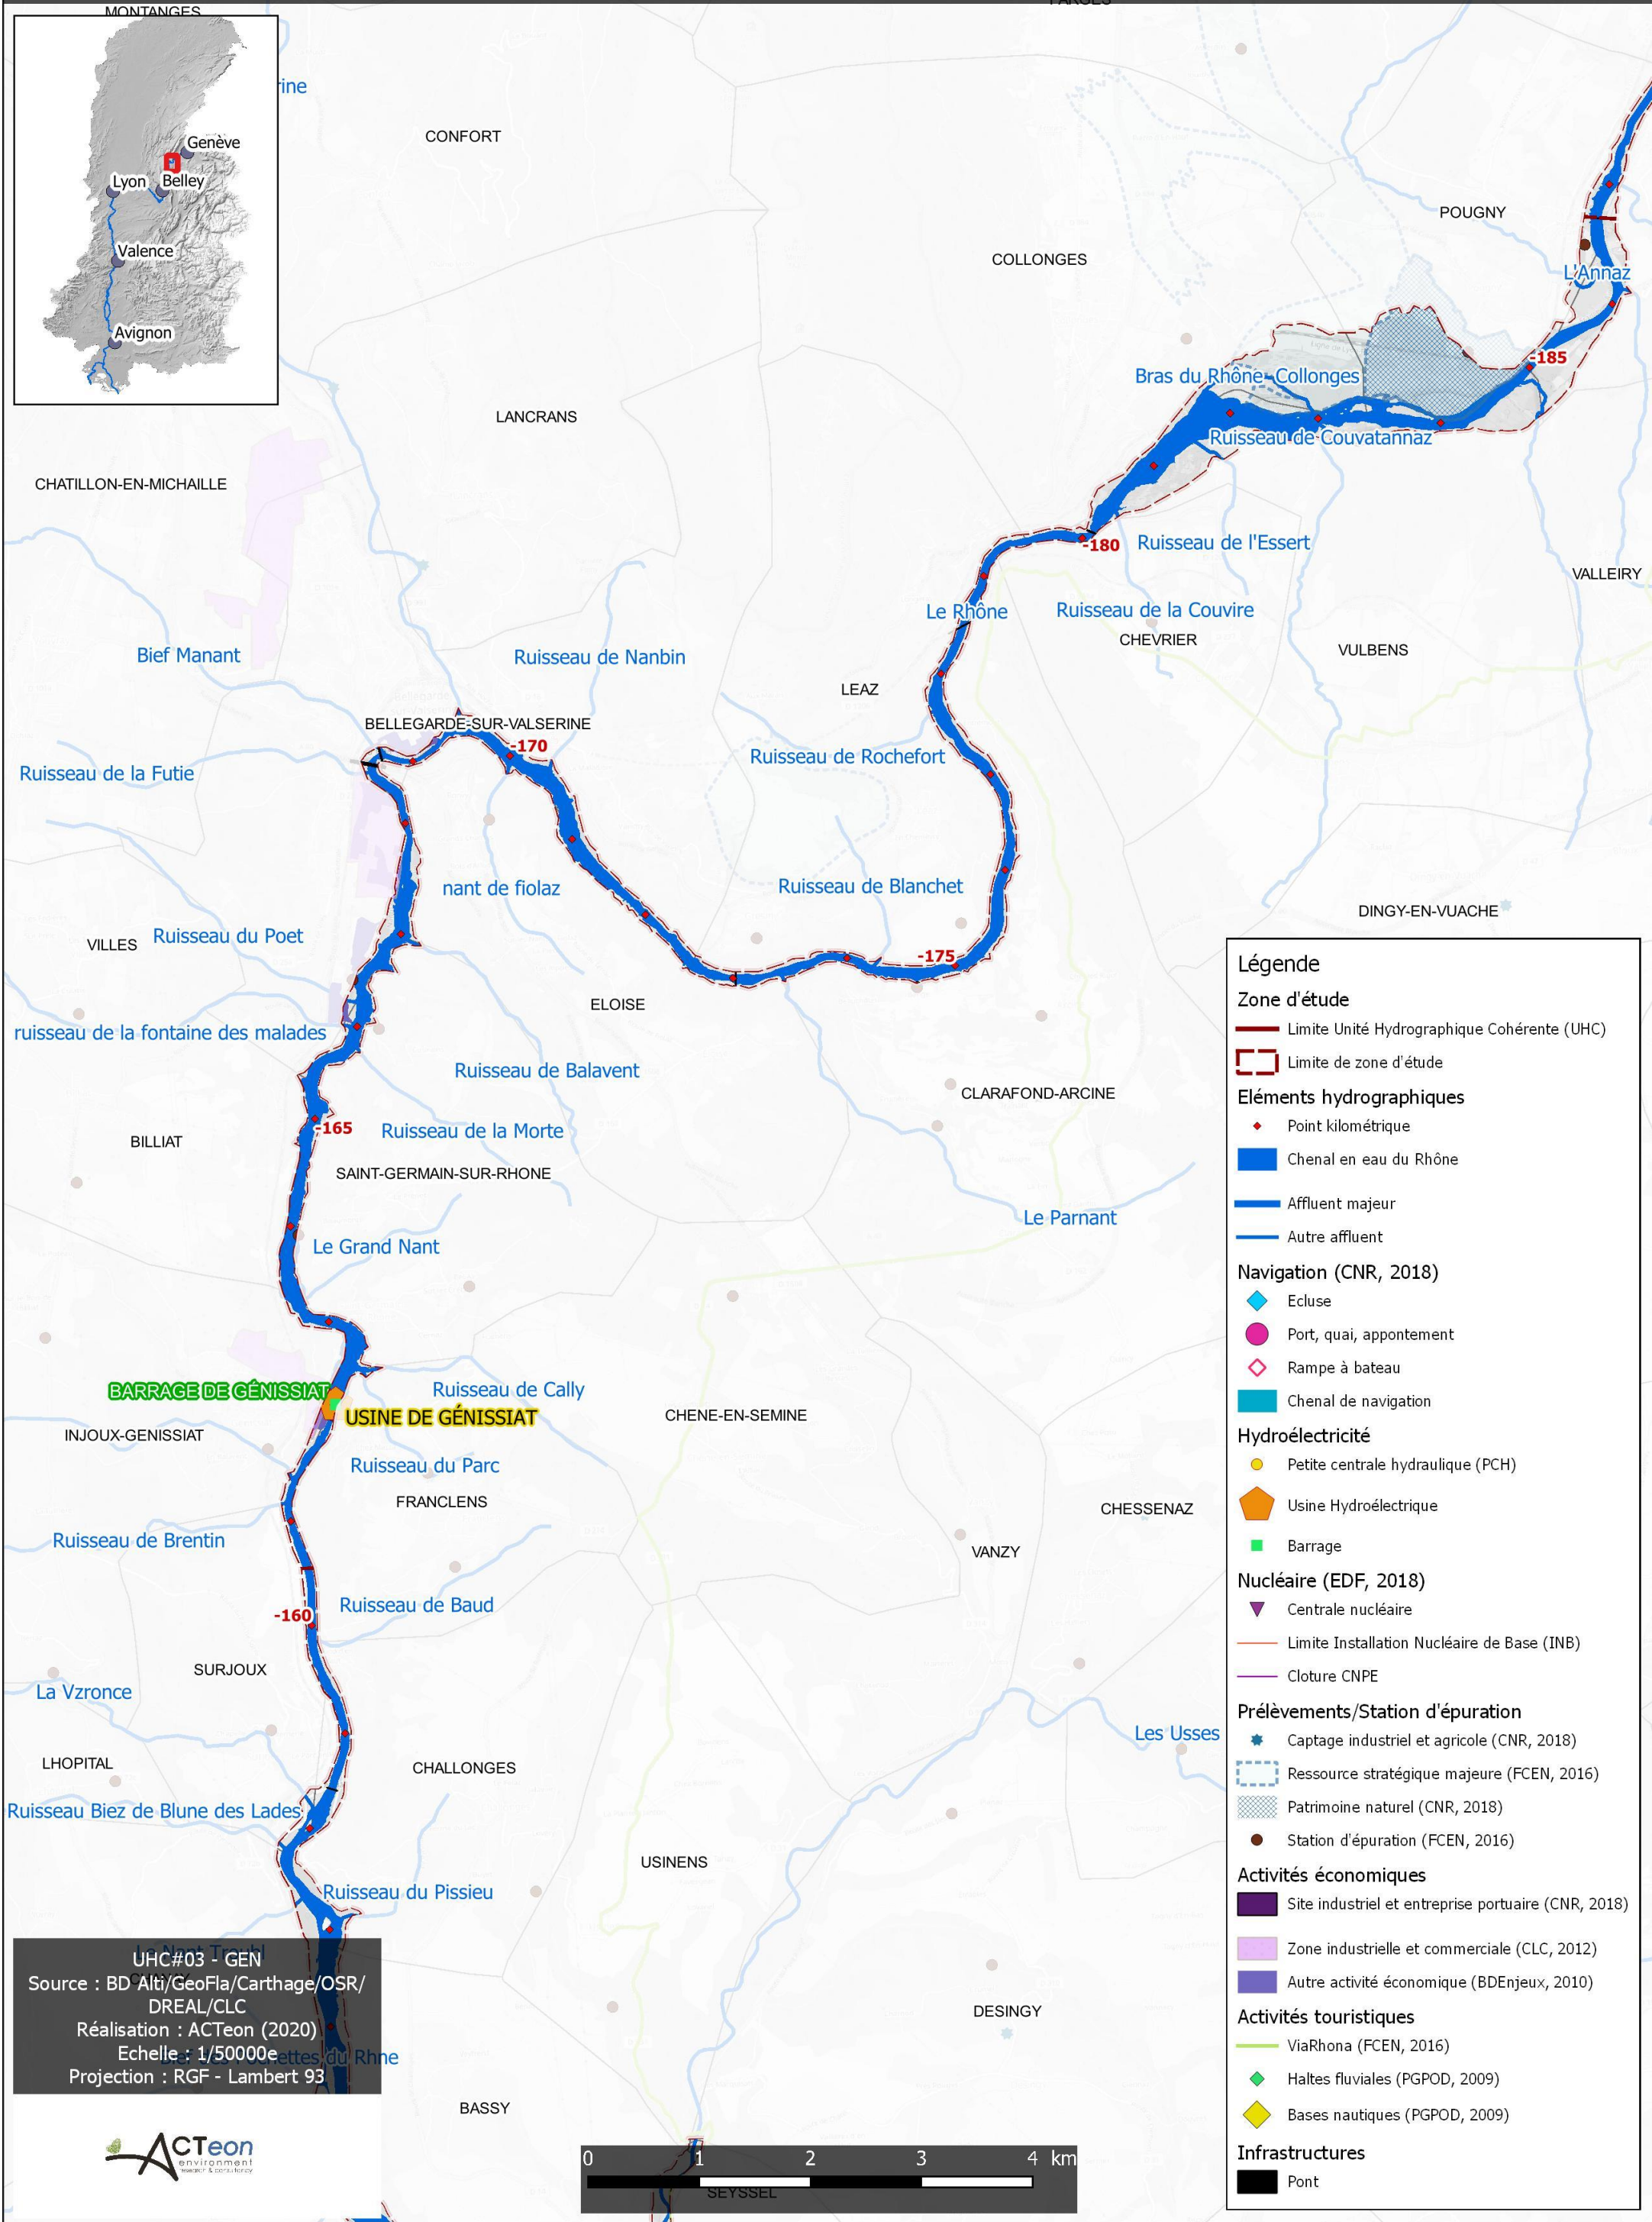 MONTANGES
FARGES
Genève
Lyon
Belley
Valence
Avignon
rine
CONFORT
POUGNY
COLLONGES
L'Annaz
-185
Bras du Rhône-Collonges
LANCRANS
Ruisseau de Couvatannaz
CHATILLON-EN-MICHAILLE
-180
Ruisseau de l'Essert
VALLEIRY
Le Rhône
Ruisseau de la Couvire
CHEVRIER
VULBENS
Bief Manant
Ruisseau de Nanbin
LEAZ
BELLEGARDE-SUR-VALSERINE
-170
Ruisseau de Rochefort
Ruisseau de la Futie
nant de fiolaz
Ruisseau de Blanchet
DINGY-EN-VUACHE
VILLES
Ruisseau du Poet
-175
ELOISE
ruisseau de la fontaine des malades
Ruisseau de Balavent
CLARAFOND-ARCINE
-165
Ruisseau de la Morte
BILLIAT
SAINT-GERMAIN-SUR-RHONE
Le Parnant
Le Grand Nant
BARRAGE DE GÉNISSIAT
Ruisseau de Cally
USINE DE GÉNISSIAT
CHENE-EN-SEMINE
INJOUX-GENISSIAT
Ruisseau du Parc
FRANCLENS
CHESSENAZ
Ruisseau de Brentin
VANZY
Ruisseau de Baud
-160
SURJOUX
La Vzronce
Les Usses
LHOPITAL
CHALLONGES
Ruisseau Biez de Blune des Lades
USINENS
Ruisseau du Pissieu
DESINGY
Le Nant Troubl
CHANAY
Bief des Pochettes du Rhne
BASSY
SEYSSEL
UHC#03 - GEN
Source : BD Alti/GeoFla/Carthage/OSR/
DREAL/CLC
Réalisation : ACTeon (2020)
Echelle : 1/50000e
Projection : RGF - Lambert 93
ACTeon
environment
research & consultancy
0 1 2 3 4 km
Légende
Zone d'étude
Limite Unité Hydrographique Cohérente (UHC)
Limite de zone d'étude
Eléments hydrographiques
Point kilométrique
Chenal en eau du Rhône
Affluent majeur
Autre affluent
Navigation (CNR, 2018)
Ecluse
Port, quai, appontement
Rampe à bateau
Chenal de navigation
Hydroélectricité
Petite centrale hydraulique (PCH)
Usine Hydroélectrique
Barrage
Nucléaire (EDF, 2018)
Centrale nucléaire
Limite Installation Nucléaire de Base (INB)
Cloture CNPE
Prélèvements/Station d'épuration
Captage industriel et agricole (CNR, 2018)
Ressource stratégique majeure (FCEN, 2016)
Patrimoine naturel (CNR, 2018)
Station d'épuration (FCEN, 2016)
Activités économiques
Site industriel et entreprise portuaire (CNR, 2018)
Zone industrielle et commerciale (CLC, 2012)
Autre activité économique (BDEnjeux, 2010)
Activités touristiques
ViaRhona (FCEN, 2016)
Haltes fluviales (PGPOD, 2009)
Bases nautiques (PGPOD, 2009)
Infrastructures
Pont